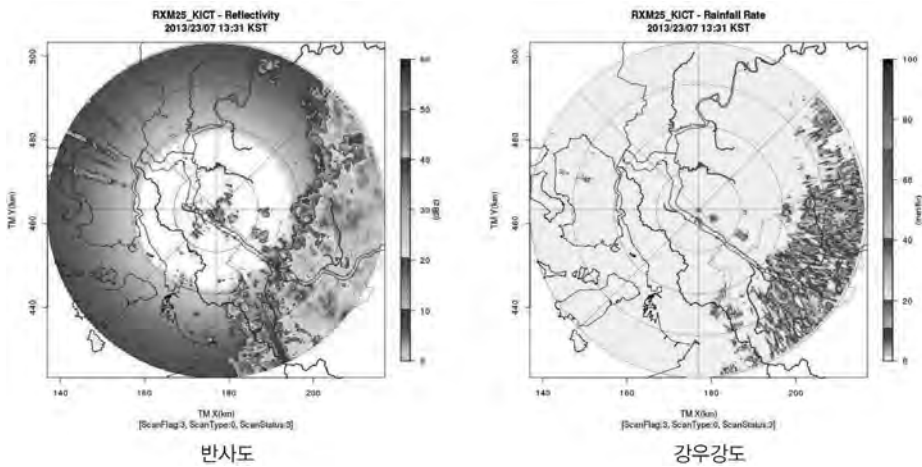 RXM25_KICT - Reflectivity
2013/23/07 13:31 KST
500
480
460
440
TM Y(km)
140
160
180
200
TM X(km)
[ScanFlag:3, ScanType:0, ScanStatus:3]
60
50
40
30
20
10
0
(dBZ)
반사도
RXM25_KICT - Rainfall Rate
2013/23/07 13:31 KST
500
480
460
440
TM Y(km)
140
160
180
200
TM X(km)
[ScanFlag:3, ScanType:0, ScanStatus:3]
100
80
60
40
20
0
강우강도